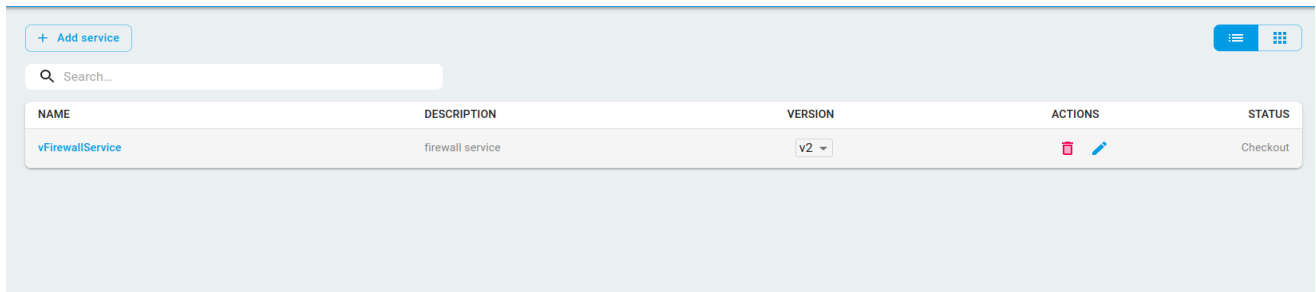 + Add service
Search...
NAME DESCRIPTION VERSION ACTIONS STATUS
vFirewallService firewall service v2 Checkout